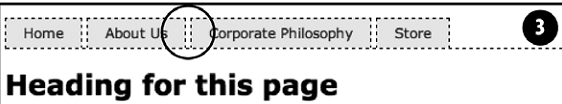 Home About Us Corporate Philosophy Store 3
Heading for this page